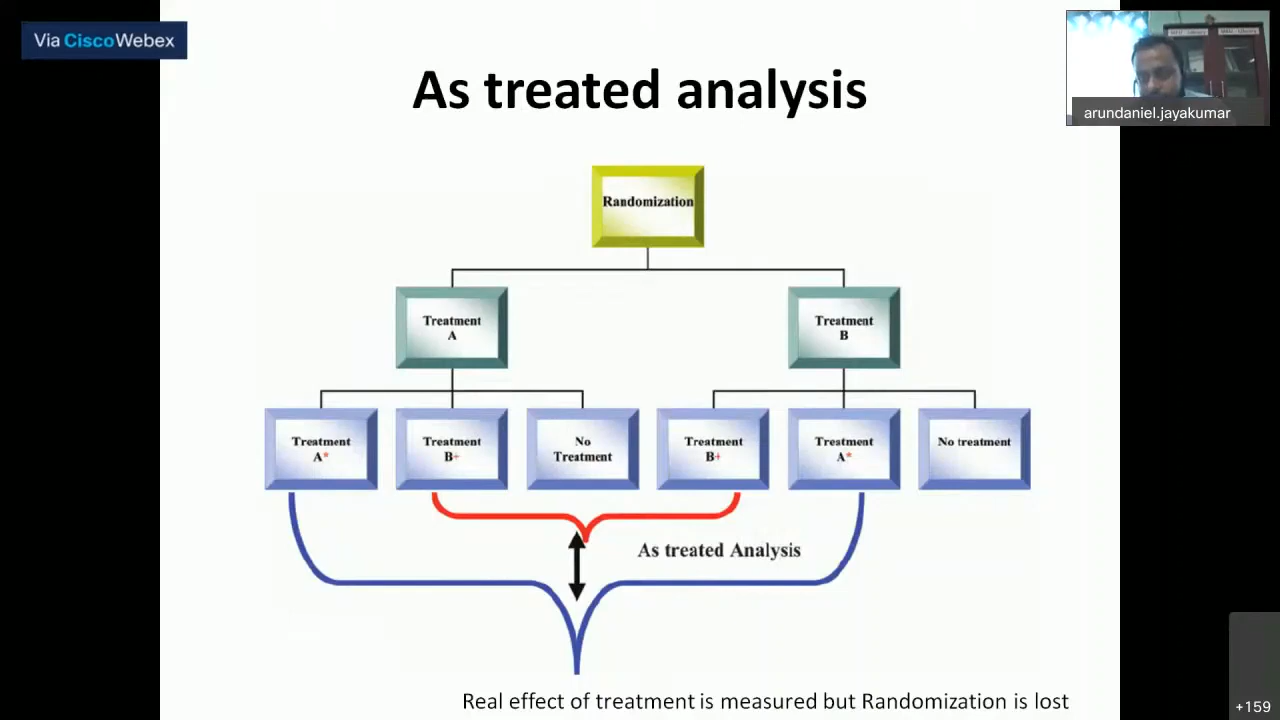 Via CiscoWebex
As treated analysis
arundaniel.jayakumar
Randomization
Treatment
A
Treatment
B
Treatment
A*
Treatment
B+
No
Treatment
Treatment
B+
Treatment
A*
No treatment
As treated Analysis
Real effect of treatment is measured but Randomization is lost
+159